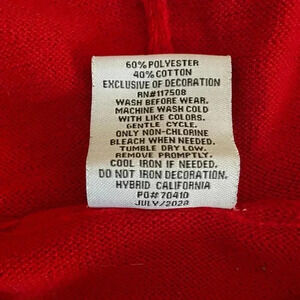 60% POLYESTER
40% COTTON
EXCLUSIVE OF DECORATION
RN#117508
WASH BEFORE WEAR.
MACHINE WASH COLD
WITH LIKE COLORS.
GENTLE CYCLE.
ONLY NON-CHLORINE
BLEACH WHEN NEEDED.
TUMBLE DRY LOW.
REMOVE PROMPTLY.
COOL IRON IF NEEDED.
DO NOT IRON DECORATION.
HYBRID CALIFORNIA
PO#70410
JULY/2023